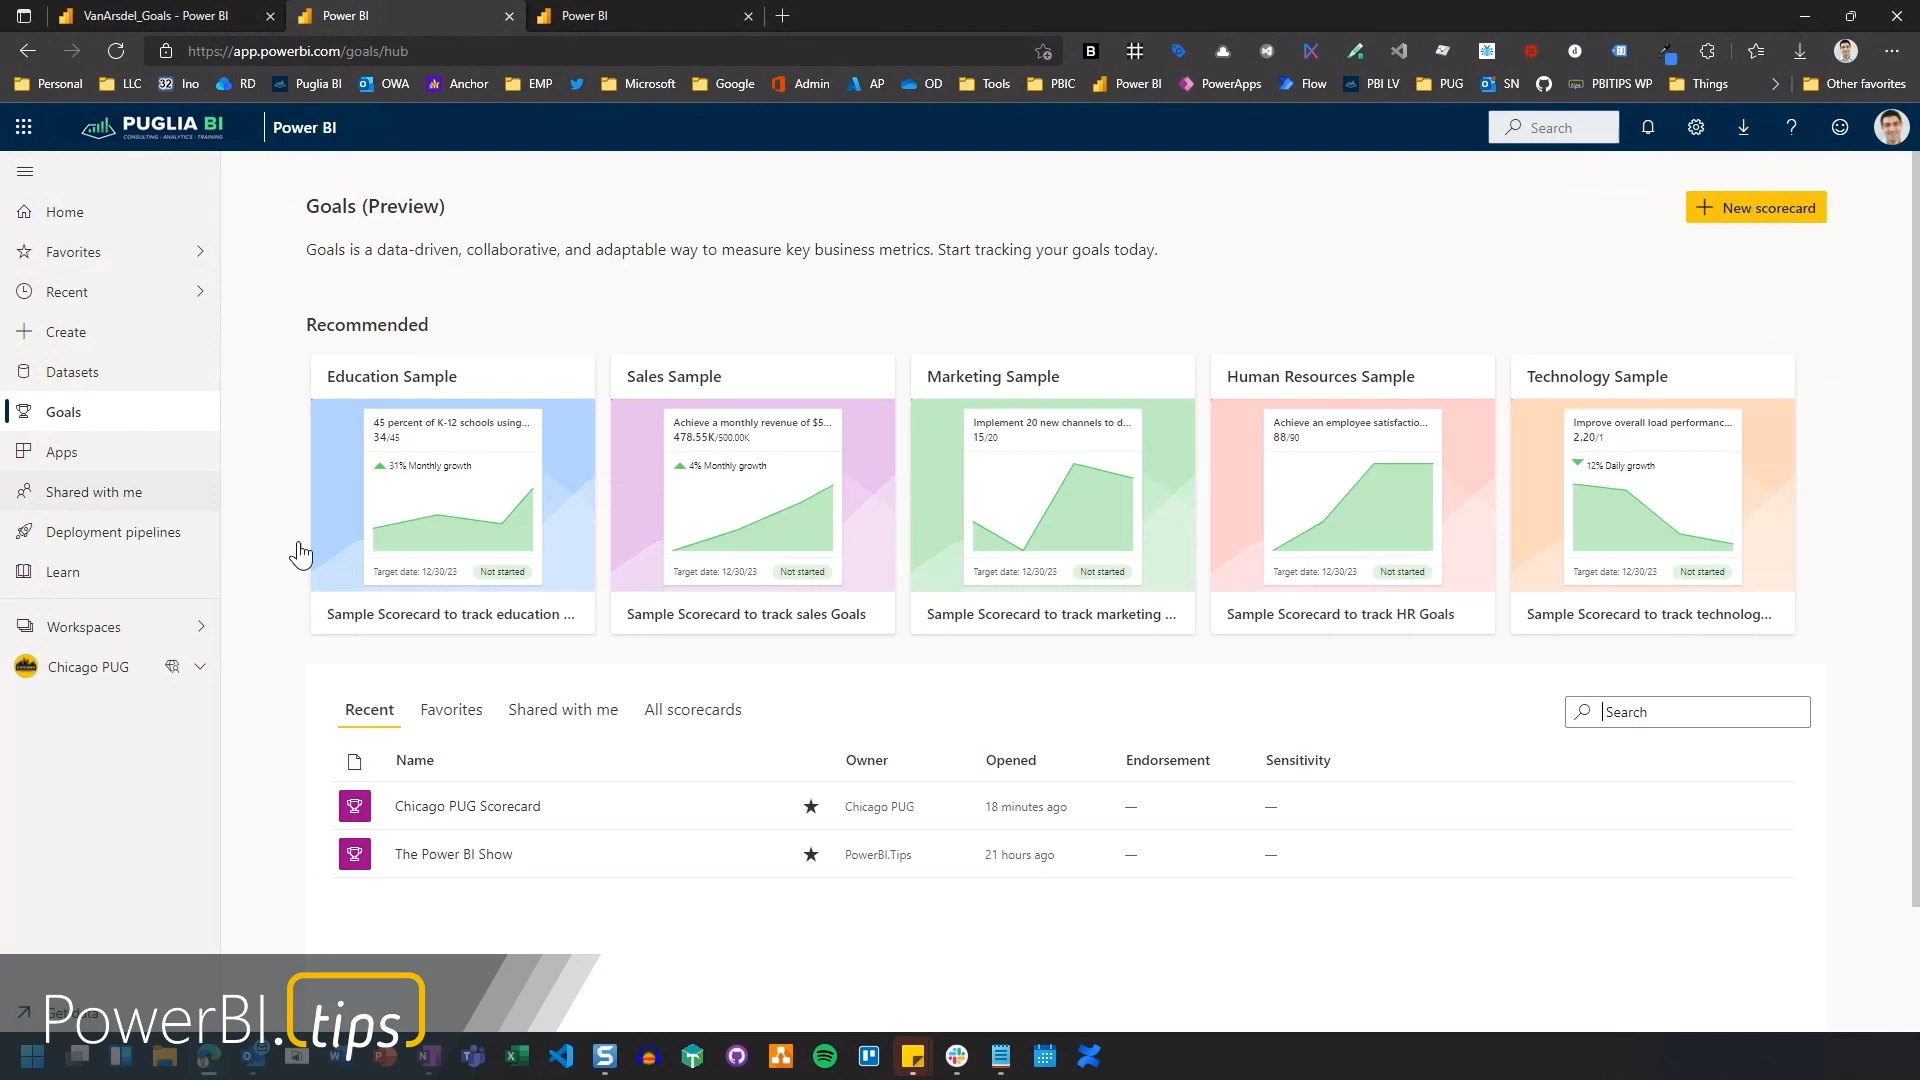 VanArsdel_Goals - Power BI
Power BI
Power BI
https://app.powerbi.com/goals/hub
Personal
LLC
32 Ino
RD
Puglia BI
OWA
Anchor
EMP
Microsoft
Google
Admin
AP
OD
Tools
PBIC
Power BI
PowerApps
Flow
PBI LV
PUG
SN
PBITIPS WP
Things
Other favorites
PUGLIA BI
CONSULTING · ANALYTICS · TRAINING
Power BI
Search
Home
Favorites
Recent
Create
Datasets
Goals
Apps
Shared with me
Deployment pipelines
Learn
Workspaces
Chicago PUG
Get data
Goals (Preview)
New scorecard
Goals is a data-driven, collaborative, and adaptable way to measure key business metrics. Start tracking your goals today.
Recommended
Education Sample
45 percent of K-12 schools using...
34/45
31% Monthly growth
Target date: 12/30/23
Not started
Sample Scorecard to track education ...
Sales Sample
Achieve a monthly revenue of $5...
478.55K/500.00K
4% Monthly growth
Target date: 12/30/23
Not started
Sample Scorecard to track sales Goals
Marketing Sample
Implement 20 new channels to d...
15/20
Target date: 12/30/23
Not started
Sample Scorecard to track marketing ...
Human Resources Sample
Achieve an employee satisfactio...
88/90
Target date: 12/30/23
Not started
Sample Scorecard to track HR Goals
Technology Sample
Improve overall load performanc...
2.20/1
12% Daily growth
Target date: 12/30/23
Not started
Sample Scorecard to track technolog...
Recent
Favorites
Shared with me
All scorecards
Search
Name
Owner
Opened
Endorsement
Sensitivity
Chicago PUG Scorecard
Chicago PUG
18 minutes ago
—
—
The Power BI Show
PowerBI.Tips
21 hours ago
—
—
PowerBI.tips